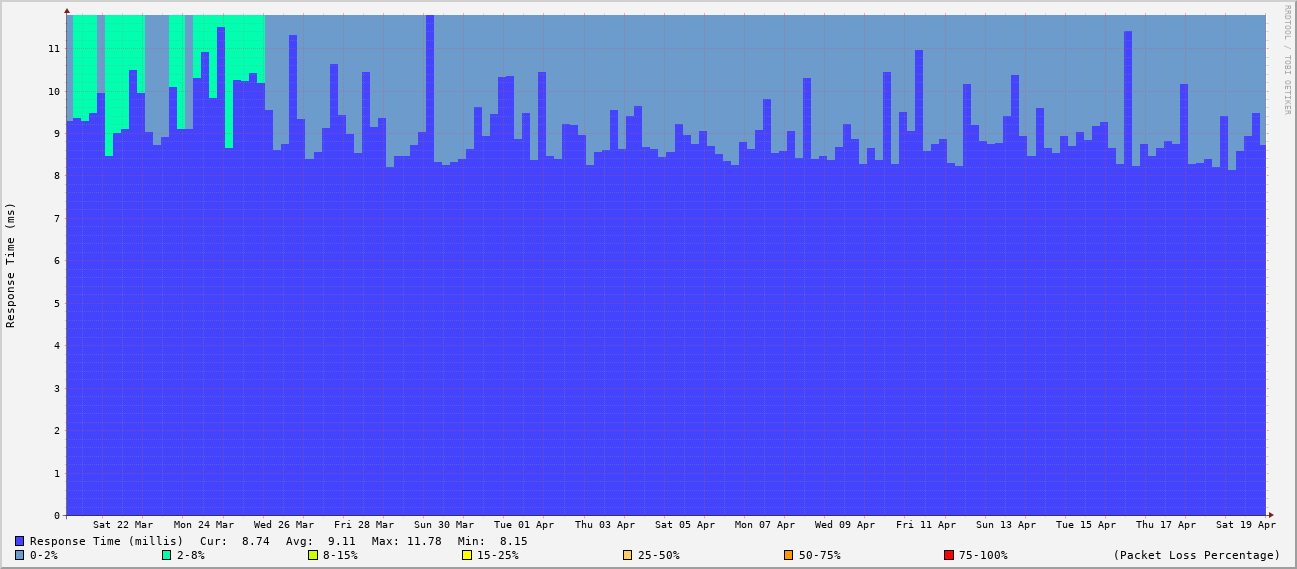 RRDTOOL / TOBI OETIKER
Response Time (ms)
11
10
9
8
7
6
5
4
3
2
1
0
Sat 22 Mar Mon 24 Mar Wed 26 Mar Fri 28 Mar Sun 30 Mar Tue 01 Apr Thu 03 Apr Sat 05 Apr Mon 07 Apr Wed 09 Apr Fri 11 Apr Sun 13 Apr Tue 15 Apr Thu 17 Apr Sat 19 Apr
Response Time (millis) Cur: 8.74 Avg: 9.11 Max: 11.78 Min: 8.15
0-2% 2-8% 8-15% 15-25% 25-50% 50-75% 75-100% (Packet Loss Percentage)